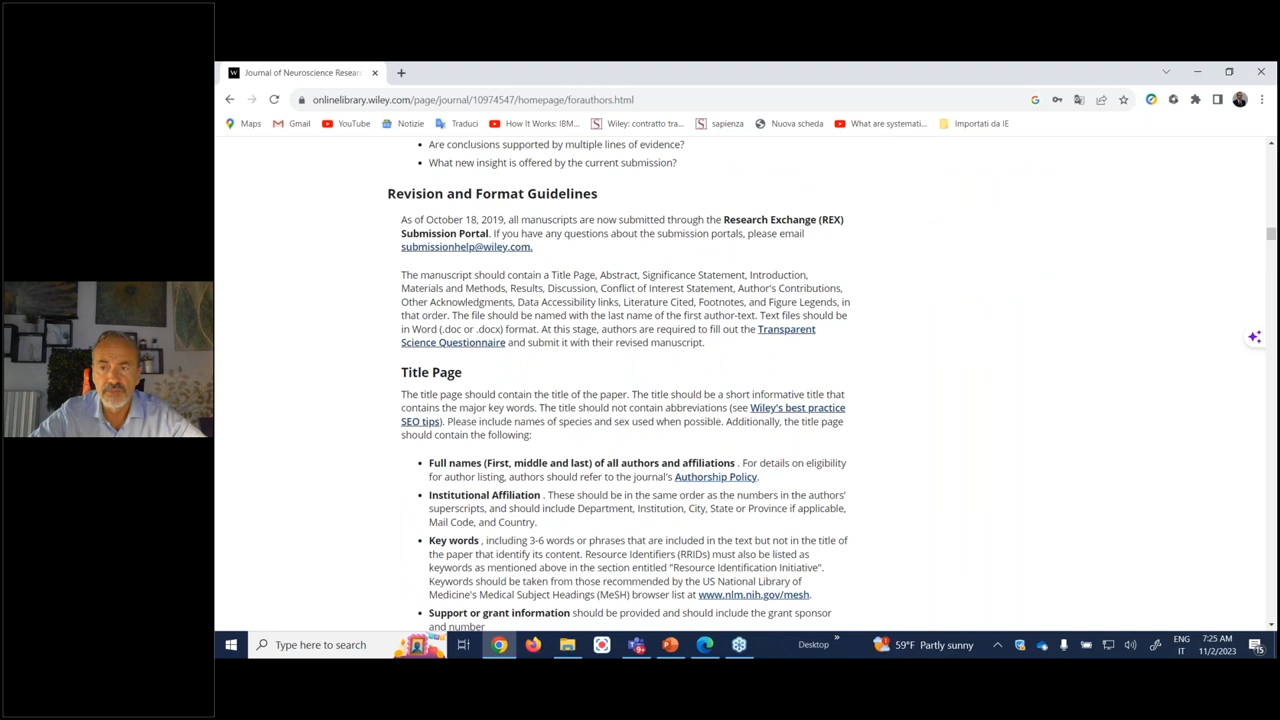 Journal of Neuroscience Resear
onlinelibrary.wiley.com/page/journal/10974547/homepage/forauthors.html
Maps Gmail YouTube Notizie Traduci How It Works: IBM... Wiley: contratto tra... sapienza Nuova scheda What are systemati... Importati da IE
Are conclusions supported by multiple lines of evidence?
What new insight is offered by the current submission?
Revision and Format Guidelines
As of October 18, 2019, all manuscripts are now submitted through the Research Exchange (REX)
Submission Portal. If you have any questions about the submission portals, please email
submissionhelp@wiley.com.
The manuscript should contain a Title Page, Abstract, Significance Statement, Introduction,
Materials and Methods, Results, Discussion, Conflict of Interest Statement, Author's Contributions,
Other Acknowledgments, Data Accessibility links, Literature Cited, Footnotes, and Figure Legends, in
that order. The file should be named with the last name of the first author-text. Text files should be
in Word (.doc or .docx) format. At this stage, authors are required to fill out the Transparent
Science Questionnaire and submit it with their revised manuscript.
Title Page
The title page should contain the title of the paper. The title should be a short informative title that
contains the major key words. The title should not contain abbreviations (see Wiley's best practice
SEO tips). Please include names of species and sex used when possible. Additionally, the title page
should contain the following:
Full names (First, middle and last) of all authors and affiliations . For details on eligibility
for author listing, authors should refer to the journal's Authorship Policy.
Institutional Affiliation . These should be in the same order as the numbers in the authors'
superscripts, and should include Department, Institution, City, State or Province if applicable,
Mail Code, and Country.
Key words , including 3-6 words or phrases that are included in the text but not in the title of
the paper that identify its content. Resource Identifiers (RRIDs) must also be listed as
keywords as mentioned above in the section entitled "Resource Identification Initiative".
Keywords should be taken from those recommended by the US National Library of
Medicine's Medical Subject Headings (MeSH) browser list at www.nlm.nih.gov/mesh.
Support or grant information should be provided and should include the grant sponsor
and number
Type here to search Desktop 59°F Partly sunny ENG 7:25 AM
IT 11/2/2023 15